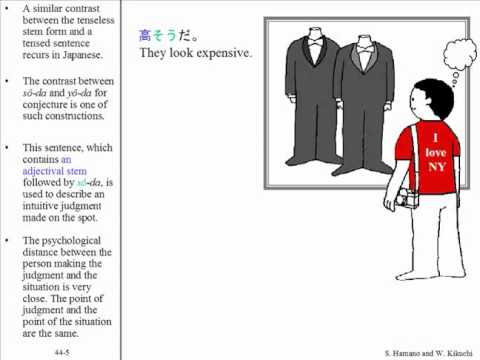 • A similar contrast
between the tenseless
stem form and a
tensed sentence
recurs in Japanese.
• The contrast between
sō-da and yō-da for
conjecture is one of
such constructions.
• This sentence, which
contains an
adjectival stem
followed by sō-da, is
used to describe an
intuitive judgment
made on the spot.
• The psychological
distance between the
person making the
judgment and the
situation is very
close. The point of
judgment and the
point of the situation
are the same.
44-5
高そうだ。
They look expensive.
I
love
NY
S. Hamano and W. Kikuchi